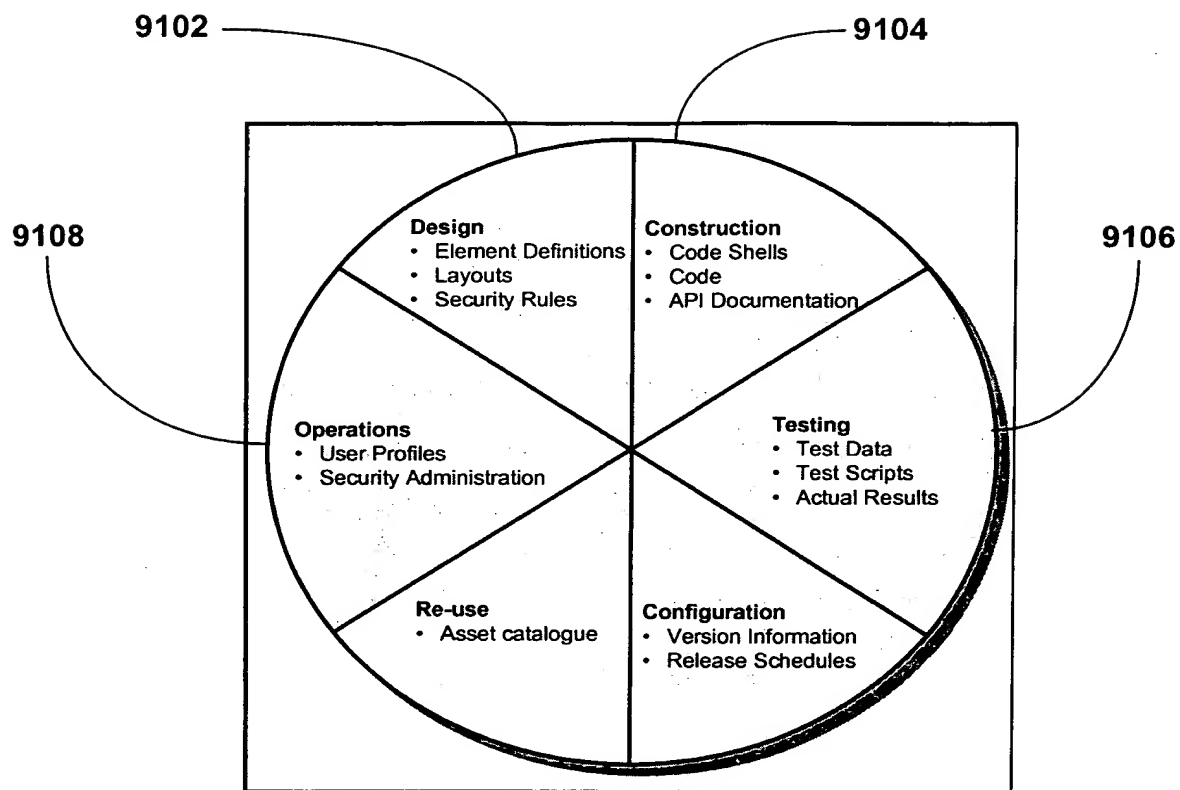 9102
9104
9108
9106
Design
• Element Definitions
• Layouts
• Security Rules
Construction
• Code Shells
• Code
• API Documentation
Operations
• User Profiles
• Security Administration
Testing
• Test Data
• Test Scripts
• Actual Results
Re-use
• Asset catalogue
Configuration
• Version Information
• Release Schedules